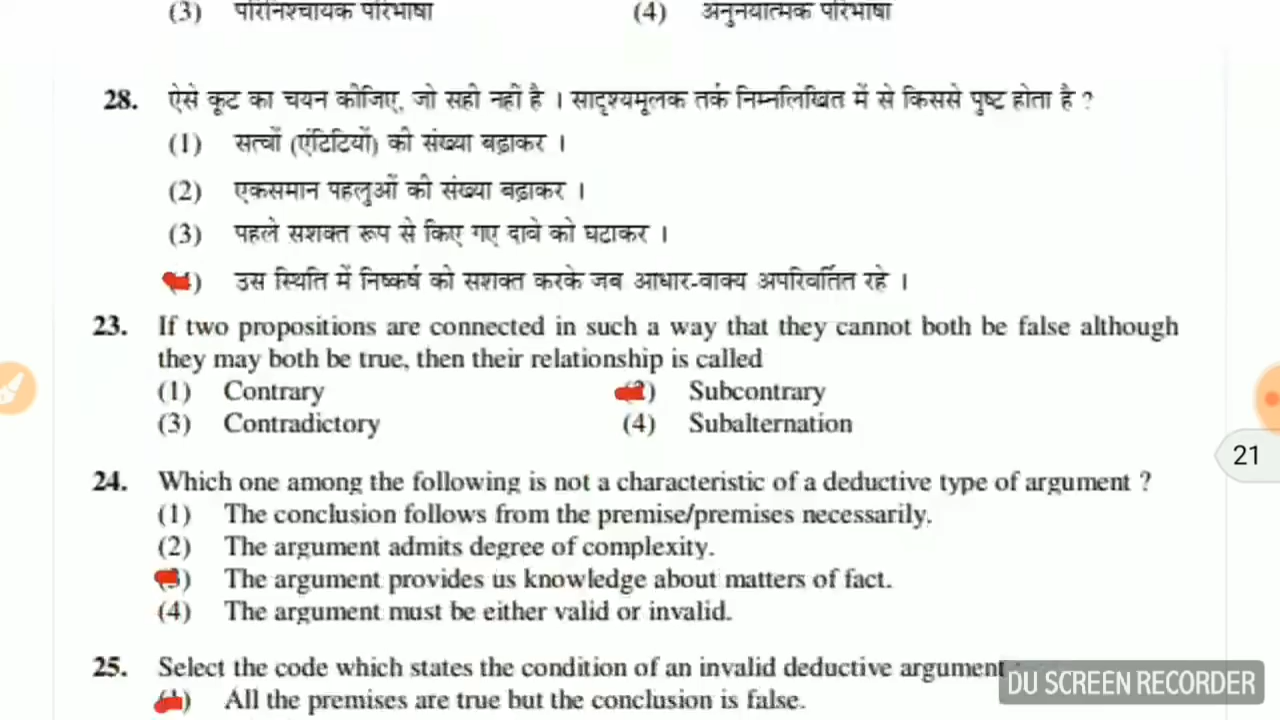 (3) परिनिश्चायक परिभाषा (4) अनुनयात्मक परिभाषा
28. ऐसे कूट का चयन कीजिए, जो सही नहीं है । सादृश्यमूलक तर्क निम्नलिखित में से किससे पुष्ट होता है ?
(1) सत्वों (एंटिटियों) की संख्या बढ़ाकर ।
(2) एकसमान पहलुओं की संख्या बढ़ाकर ।
(3) पहले सशक्त रूप से किए गए दावे को घटाकर ।
) उस स्थिति में निष्कर्ष को सशक्त करके जब आधार-वाक्य अपरिवर्तित रहे ।
23. If two propositions are connected in such a way that they cannot both be false although
they may both be true, then their relationship is called
(1) Contrary ) Subcontrary
(3) Contradictory (4) Subalternation
24. Which one among the following is not a characteristic of a deductive type of argument ?
(1) The conclusion follows from the premise/premises necessarily.
(2) The argument admits degree of complexity.
) The argument provides us knowledge about matters of fact.
(4) The argument must be either valid or invalid.
25. Select the code which states the condition of an invalid deductive argument
) All the premises are true but the conclusion is false.
21
DU SCREEN RECORDER